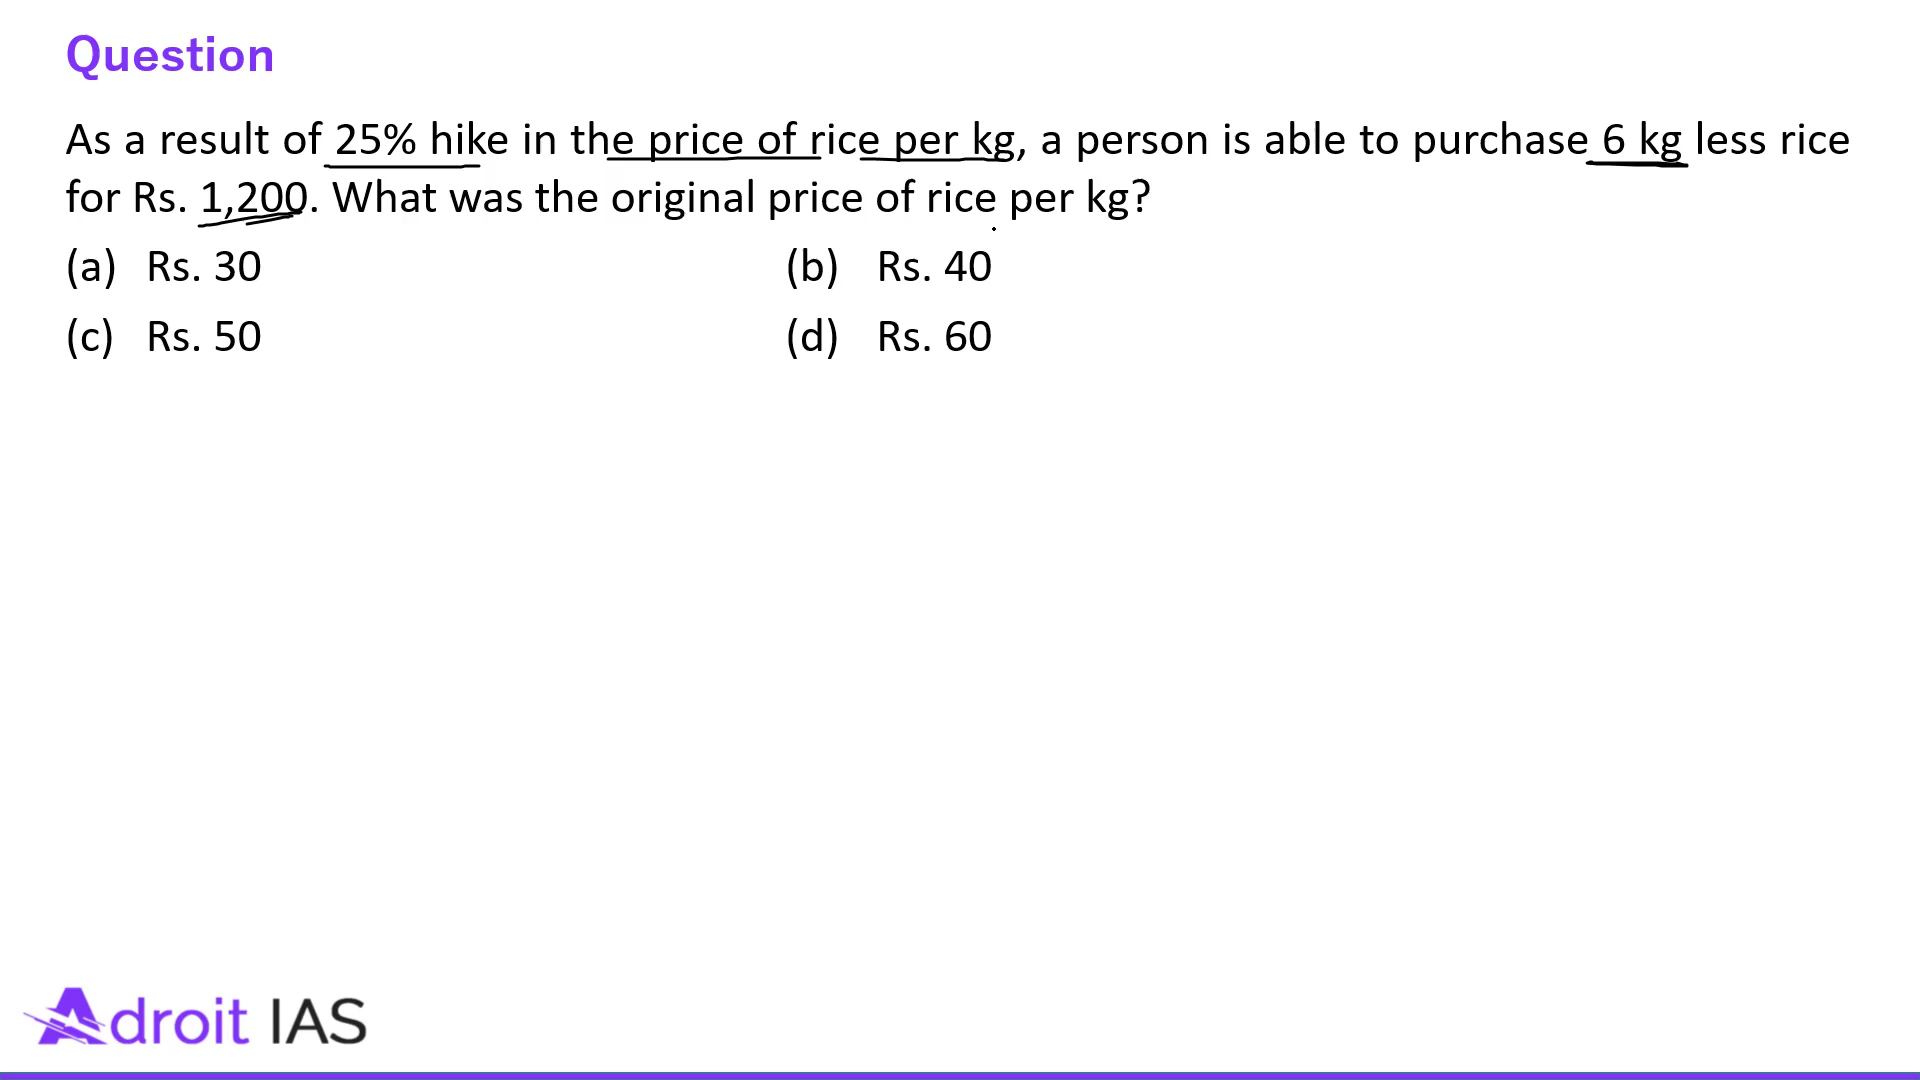 Question
As a result of 25% hike in the price of rice per kg, a person is able to purchase 6 kg less rice
for Rs. 1,200. What was the original price of rice per kg?
(a) Rs. 30 (b) Rs. 40
(c) Rs. 50 (d) Rs. 60
Adroit IAS